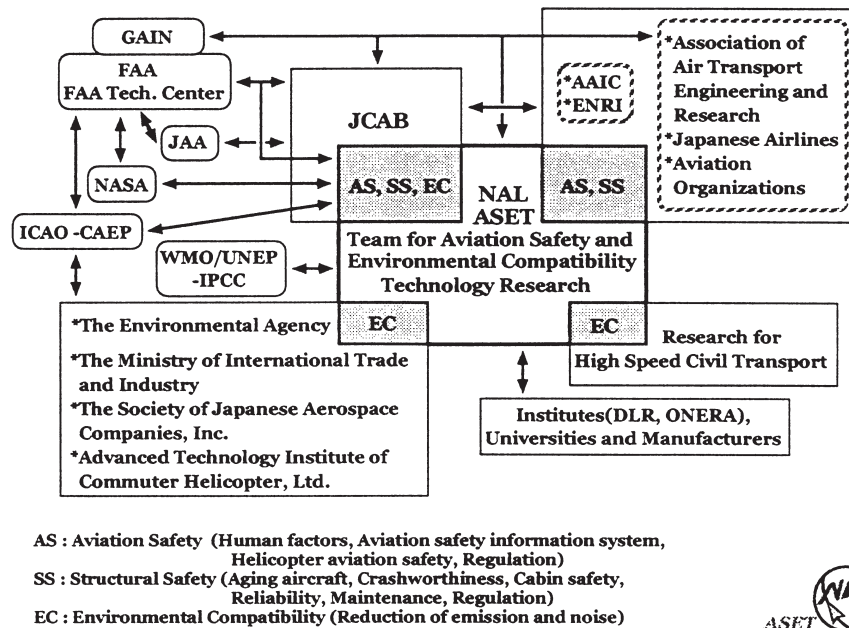 GAIN
FAA
FAA Tech. Center
JAA
NASA
ICAO -CAEP
WMO/UNEP
-IPCC
JCAB
AS, SS, EC
*AAIC
*ENRI
*Association of
Air Transport
Engineering and
Research
*Japanese Airlines
*Aviation
Organizations
AS, SS
NAL
ASET
Team for Aviation Safety and
Environmental Compatibility
Technology Research
EC
EC
*The Environmental Agency
*The Ministry of International Trade
and Industry
*The Society of Japanese Aerospace
Companies, Inc.
*Advanced Technology Institute of
Commuter Helicopter, Ltd.
Research for
High Speed Civil Transport
Institutes(DLR, ONERA),
Universities and Manufacturers
AS : Aviation Safety (Human factors, Aviation safety information system,
Helicopter aviation safety, Regulation)
SS : Structural Safety (Aging aircraft, Crashworthiness, Cabin safety,
Reliability, Maintenance, Regulation)
EC : Environmental Compatibility (Reduction of emission and noise)
ASET